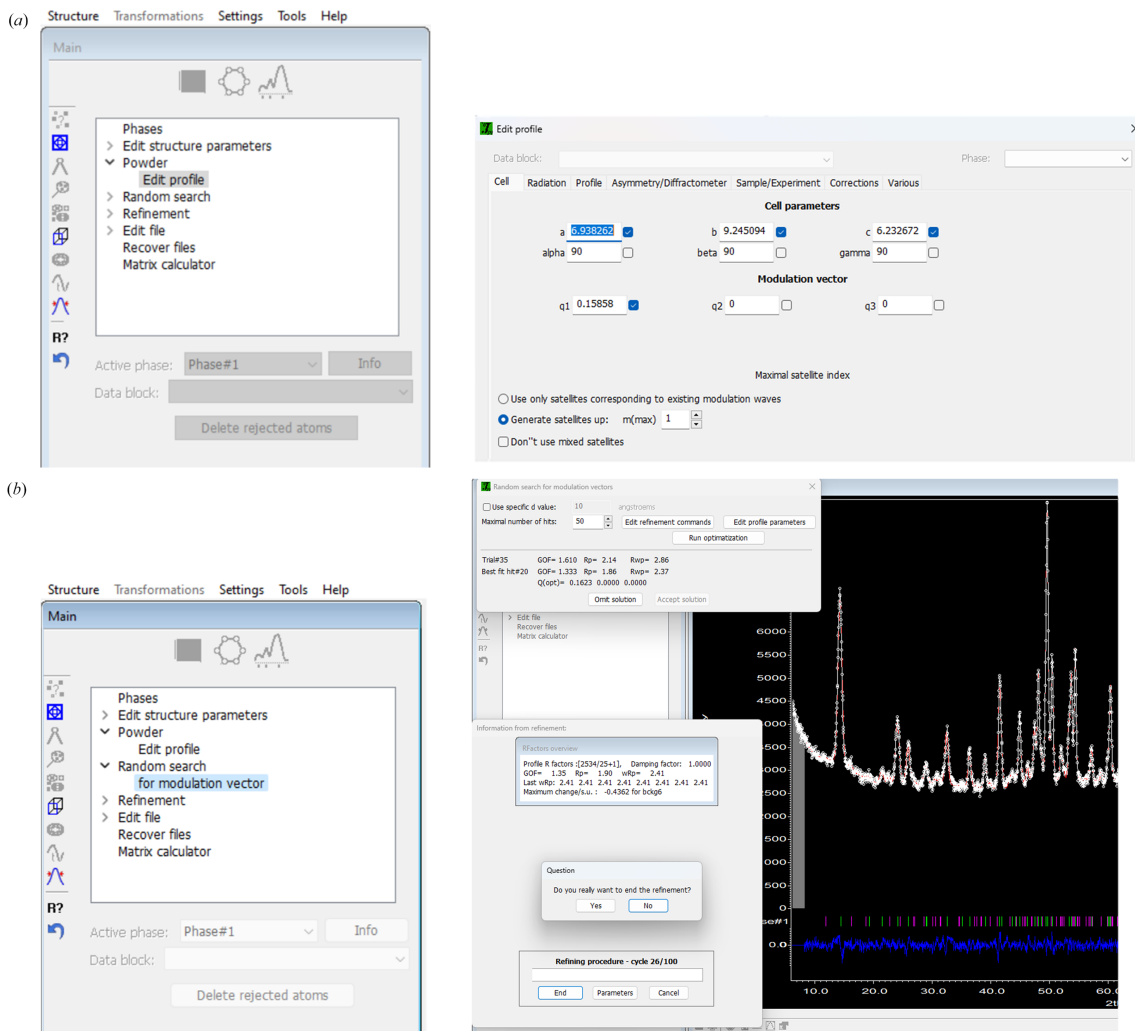 (a)
Structure Transformations Settings Tools Help
Main
Phases
Edit structure parameters
Powder
Edit profile
Random search
Refinement
Edit file
Recover files
Matrix calculator
R?
Active phase: Phase#1 Info
Data block:
Delete rejected atoms
Edit profile
Data block: Phase:
Cell Radiation Profile Asymmetry/Diffractometer Sample/Experiment Corrections Various
Cell parameters
a 6.938262 b 9.245094 c 6.232672
alpha 90 beta 90 gamma 90
Modulation vector
q1 0.15858 q2 0 q3 0
Maximal satellite index
Use only satellites corresponding to existing modulation waves
Generate satellites up: m(max) 1
Don''t use mixed satellites
(b)
Structure Transformations Settings Tools Help
Main
Phases
Edit structure parameters
Powder
Edit profile
Random search
for modulation vector
Refinement
Edit file
Recover files
Matrix calculator
R?
Active phase: Phase#1 Info
Data block:
Delete rejected atoms
Random search for modulation vectors
Use specific d value: 10 angstroems
Maximal number of hits: 50 Edit refinement commands Edit profile parameters
Run optimatization
Trial#35 GOF= 1.610 Rp= 2.14 Rwp= 2.86
Best fit hit#20 GOF= 1.333 Rp= 1.86 Rwp= 2.37
Q(opt)= 0.1623 0.0000 0.0000
Omit solution Accept solution
Edit file
Recover files
Matrix calculator
R?
Information from refinement:
RFactors overview
Profile R factors :[2534/25+1], Damping factor: 1.0000
GOF= 1.35 Rp= 1.90 wRp= 2.41
Last wRp: 2.41 2.41 2.41 2.41 2.41 2.41 2.41 2.41
Maximum change/s.u. : -0.4362 for bckg6
Question
Do you really want to end the refinement?
Yes No
Refining procedure - cycle 26/100
End Parameters Cancel
6000
5500
5000
4500
4000
3500
3000
2500
2000
1500
1000
500
0
se#1
0.0
10.0 20.0 30.0 40.0 50.0 60.0
2th